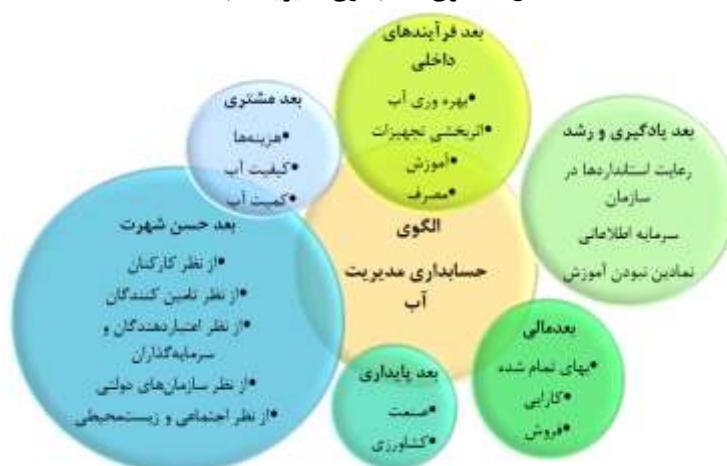 بعد فرآیندهای
داخلی
•بهره وری آب
•اثربخشی تجهیزات
•آموزش
•مصرف
بعد مشتری
•هزینه‌ها
•کیفیت آب
•کمیت آب
بعد یادگیری و رشد
رعایت استانداردها در
سازمان
سرمایه اطلاعاتی
نمادین نبودن آموزش
الگوی
حسابداری مدیریت
آب
بعد حسن شهرت
•از نظر کارکنان
•از نظر تامین کنندگان
•از نظر اعتباردهندگان و
سرمایه‌گذاران
•از نظر سازمان‌های دولتی
•از نظر اجتماعی و زیست‌محیطی
بعدمالی
•بهای تمام شده
•کارایی
•فروش
بعد پایداری
•صنعت
•کشاورزی